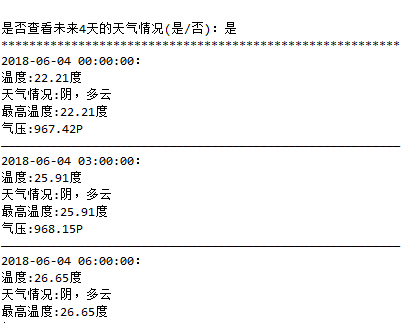 是否查看未来4天的天气情况(是/否)：是
*********************************************************
2018-06-04 00:00:00：
温度:22.21度
天气情况:阴，多云
最高温度:22.21度
气压:967.42P
2018-06-04 03:00:00：
温度:25.91度
天气情况:阴，多云
最高温度:25.91度
气压:968.15P
2018-06-04 06:00:00：
温度:26.65度
天气情况:阴，多云
最高温度:26.65度